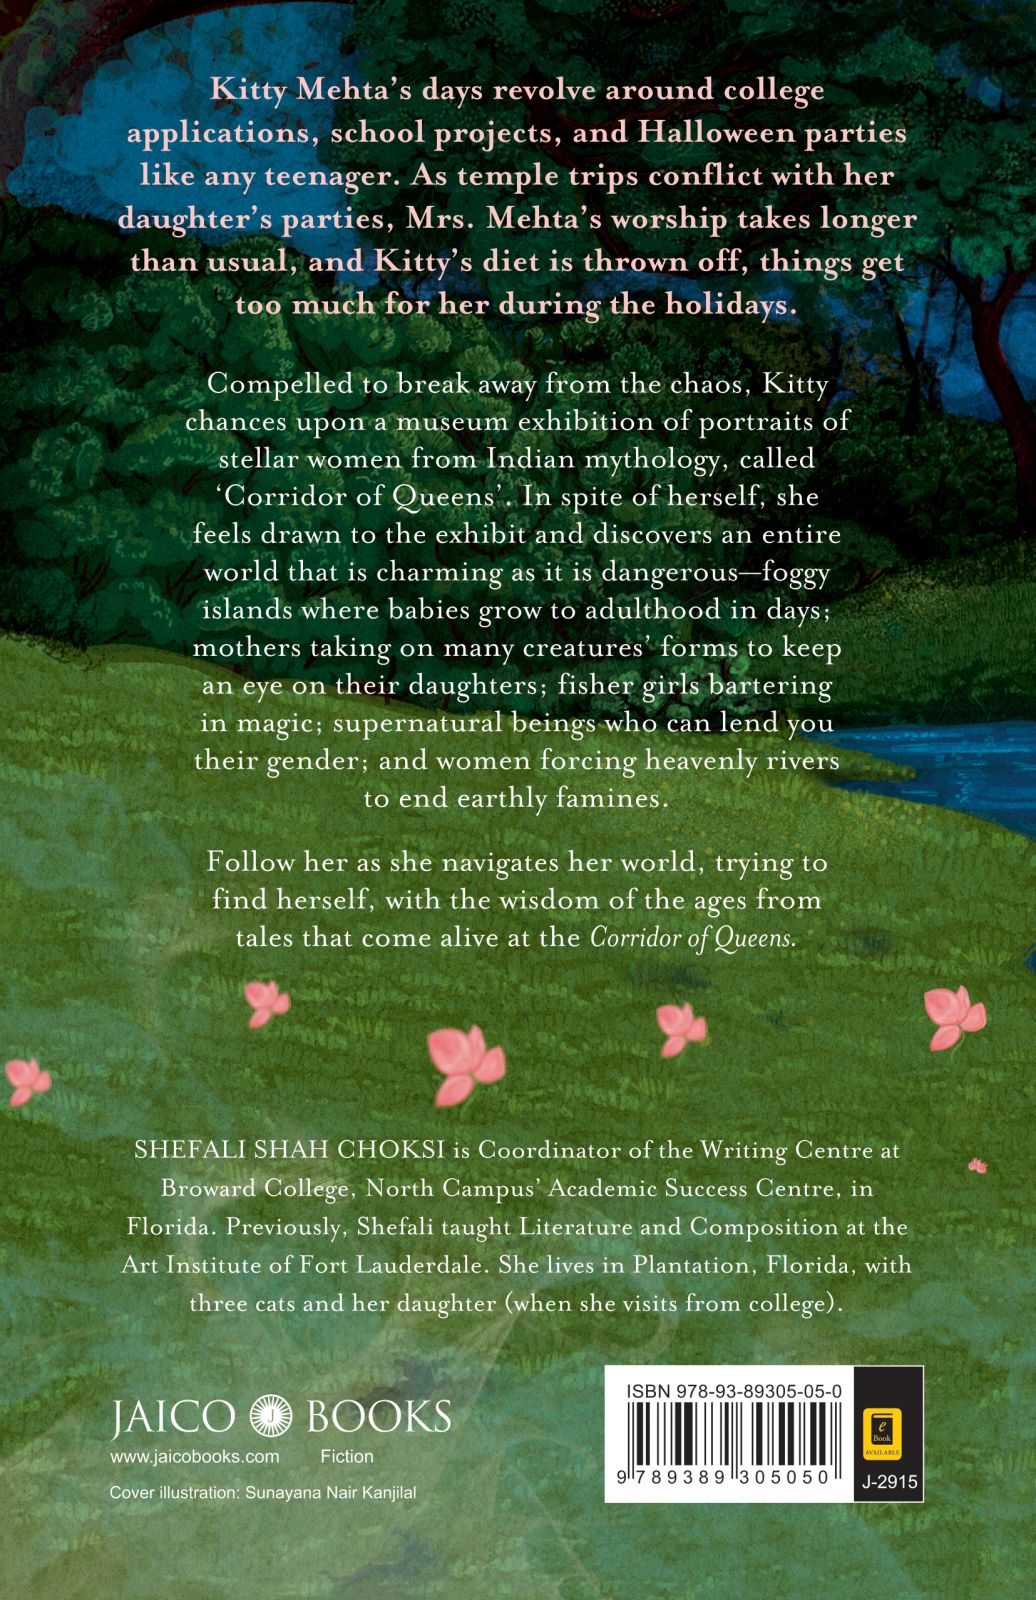 Kitty Mehta’s days revolve around college
applications, school projects, and Halloween parties
like any teenager. As temple trips conflict with her
daughter’s parties, Mrs. Mehta’s worship takes longer
than usual, and Kitty’s diet is thrown off, things get
too much for her during the holidays.
Compelled to break away from the chaos, Kitty
chances upon a museum exhibition of portraits of
stellar women from Indian mythology, called
‘Corridor of Queens’. In spite of herself, she
feels drawn to the exhibit and discovers an entire
world that is charming as it is dangerous—foggy
islands where babies grow to adulthood in days;
mothers taking on many creatures’ forms to keep
an eye on their daughters; fisher girls bartering
in magic; supernatural beings who can lend you
their gender; and women forcing heavenly rivers
to end earthly famines.
Follow her as she navigates her world, trying to
find herself, with the wisdom of the ages from
tales that come alive at the Corridor of Queens.
SHEFALI SHAH CHOKSI is Coordinator of the Writing Centre at
Broward College, North Campus’ Academic Success Centre, in
Florida. Previously, Shefali taught Literature and Composition at the
Art Institute of Fort Lauderdale. She lives in Plantation, Florida, with
three cats and her daughter (when she visits from college).
JAICO J BOOKS
www.jaicobooks.com Fiction
Cover illustration: Sunayana Nair Kanjilal
ISBN 978-93-89305-05-0
9 789389 305050
e
Book
AVAILABLE
J-2915